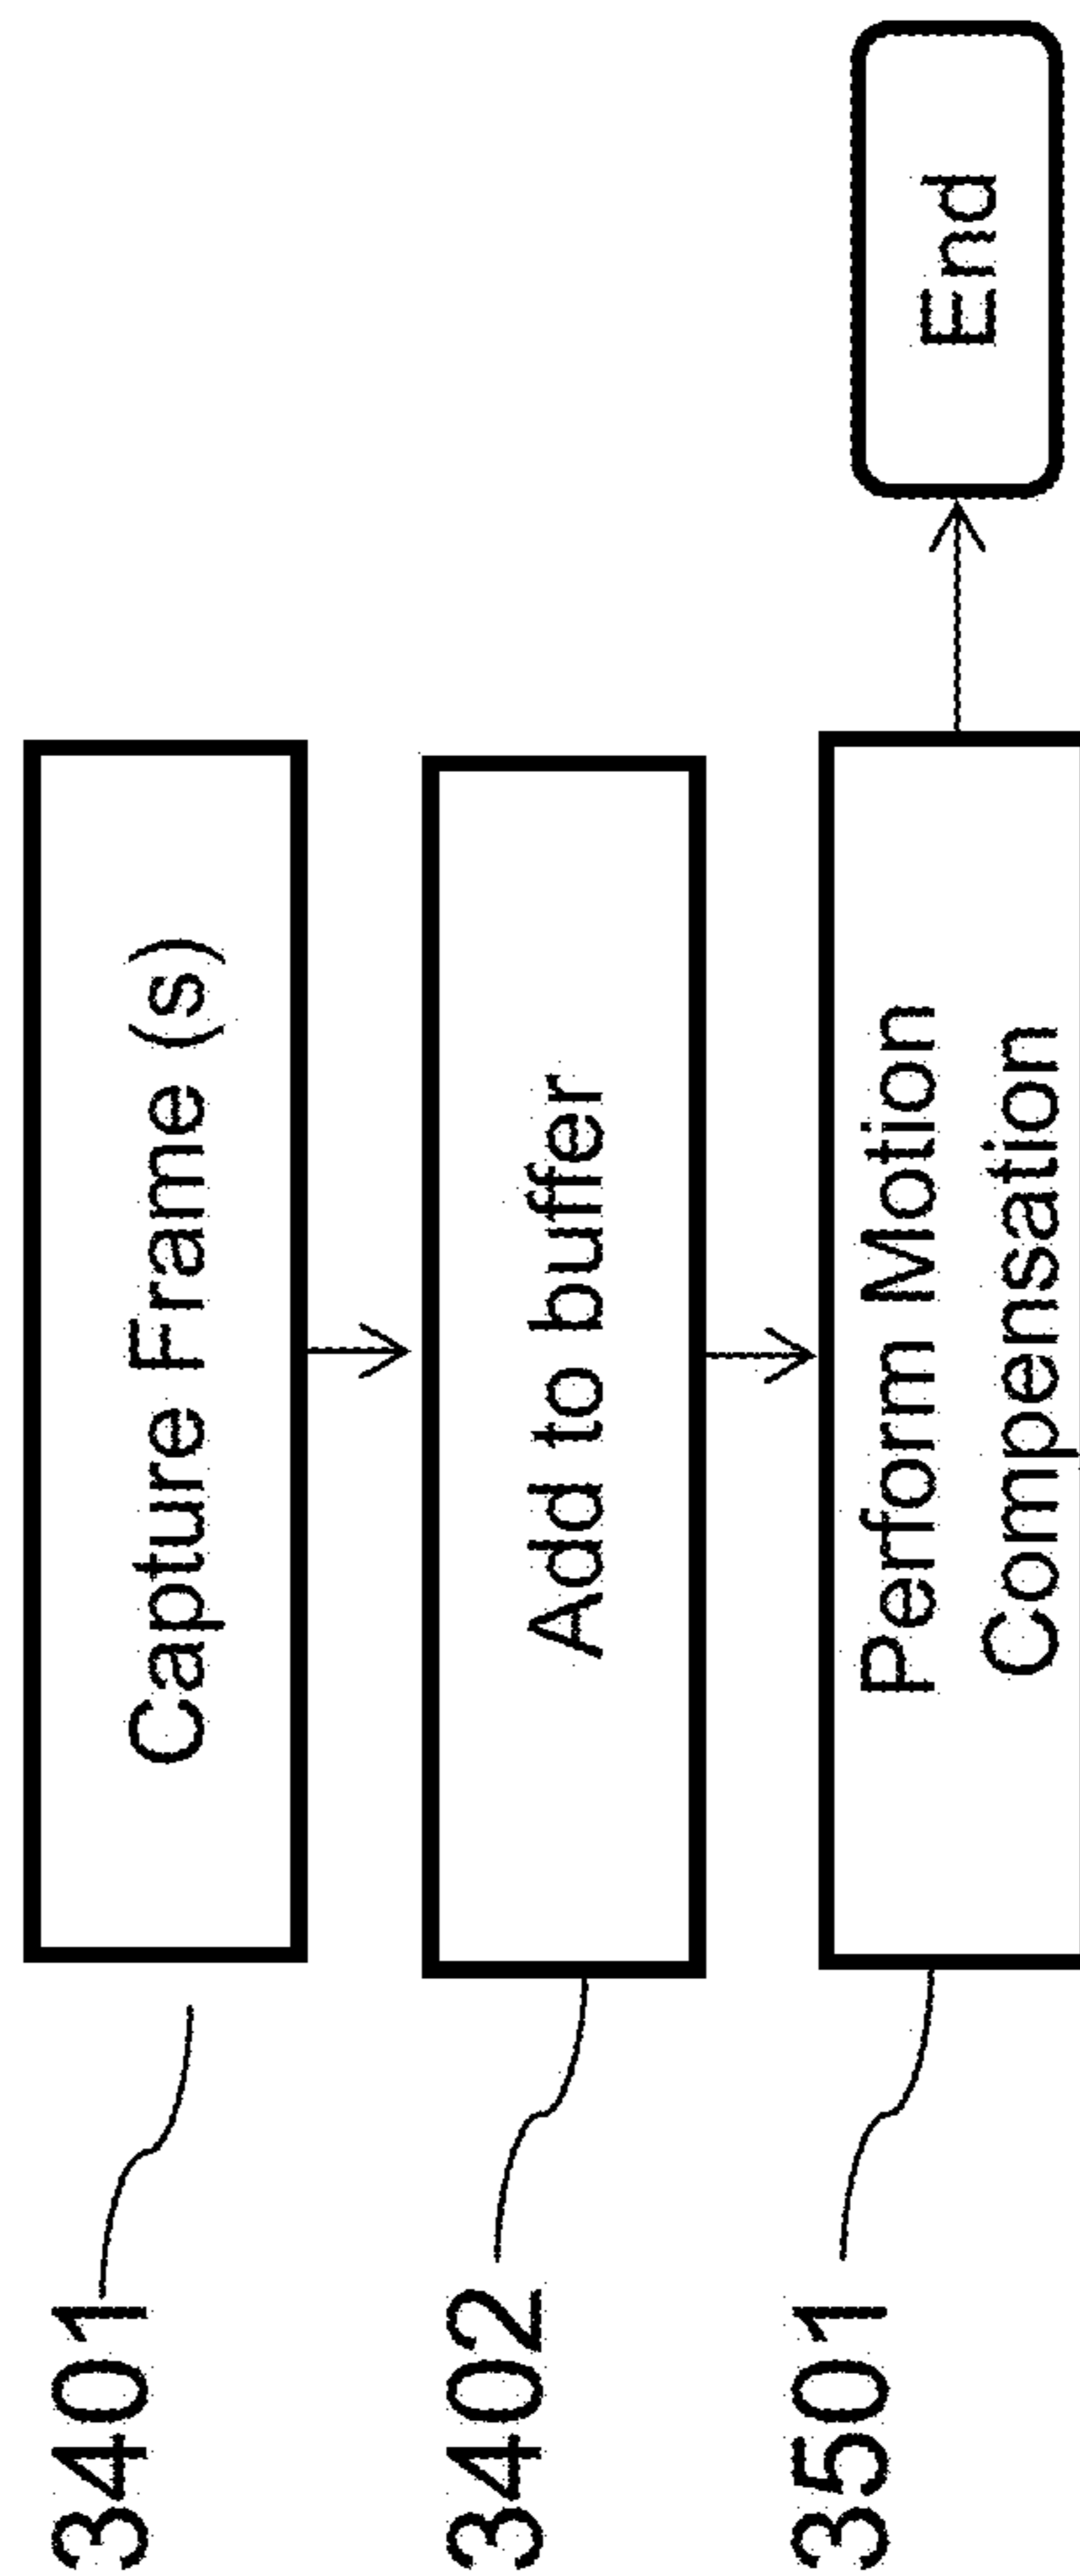 3401
Capture Frame (s)
3402
Add to buffer
3501
Perform Motion
Compensation
End